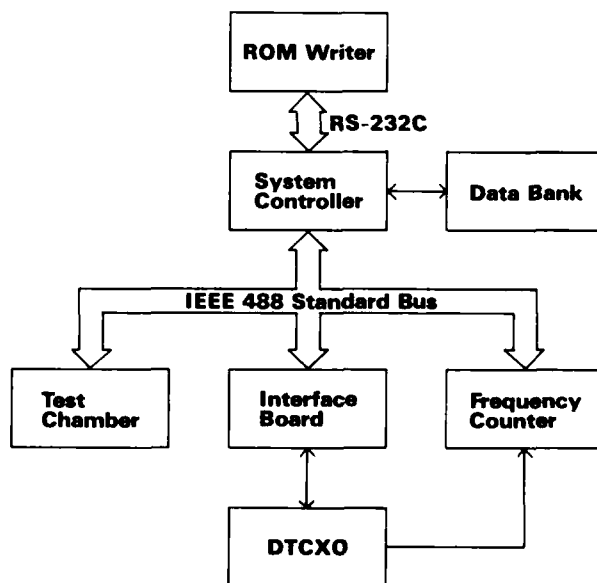 ROM Writer
RS-232C
System
Controller
Data Bank
IEEE 488 Standard Bus
Test
Chamber
Interface
Board
Frequency
Counter
DTCXO